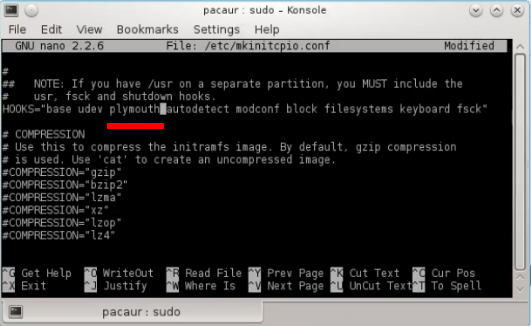 pacaur : sudo – Konsole
File Edit View Bookmarks Settings Help
GNU nano 2.2.6 File: /etc/mkinitcpio.conf Modified
#
## NOTE: If you have /usr on a separate partition, you MUST include the
# usr, fsck and shutdown hooks.
HOOKS="base udev plymouth autodetect modconf block filesystems keyboard fsck"
# COMPRESSION
# Use this to compress the initramfs image. By default, gzip compression
# is used. Use 'cat' to create an uncompressed image.
#COMPRESSION="gzip"
#COMPRESSION="bzip2"
#COMPRESSION="lzma"
#COMPRESSION="xz"
#COMPRESSION="lzop"
#COMPRESSION="lz4"
^G Get Help ^O WriteOut ^R Read File ^Y Prev Page ^K Cut Text ^C Cur Pos
^X Exit ^J Justify ^W Where Is ^V Next Page ^U UnCut Text ^T To Spell
pacaur : sudo